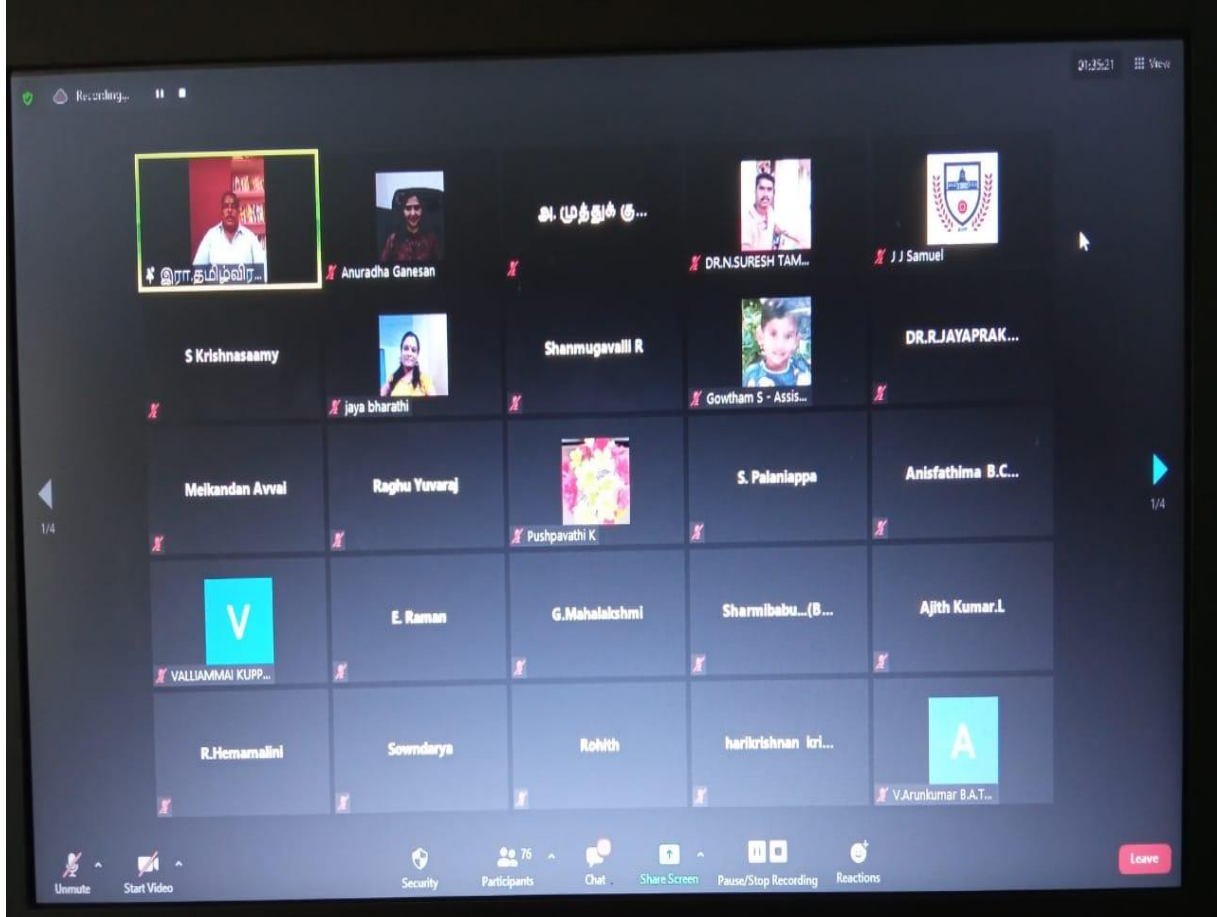 Recording...
01:35:21 View
இரா.தமிழ்விர...
Anuradha Ganesan
அ. முத்துக் கு...
DR.N.SURESH TAM...
J J Samuel
S Krishnasaamy
jaya bharathi
Shanmugavalli R
Gowtham S - Assis...
DR.R.JAYAPRAK...
Meikandan Avvai
Raghu Yuvaraj
Pushpavathi K
S. Palaniappa
Anisfathima B.C...
1/4
1/4
V
VALLIAMMAI KUPP...
E. Raman
G.Mahalakshmi
Sharmibabu...(B...
Ajith Kumar.L
R.Hemamalini
Sowndarya
Rohith
harikrishnan kri...
A
V.Arunkumar B.A.T...
Unmute
Start Video
Security
76
Participants
Chat
Share Screen
Pause/Stop Recording
Reactions
Leave